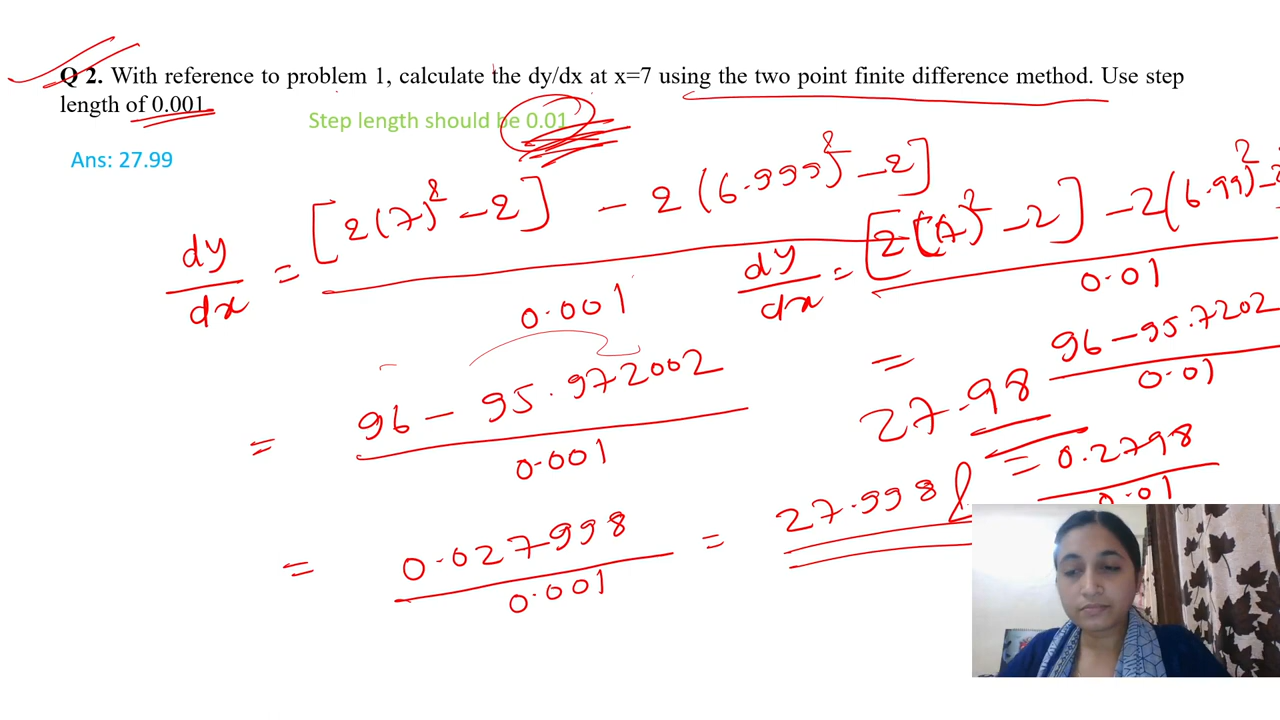 Q 2. With reference to problem 1, calculate the dy/dx at x=7 using the two point finite difference method. Use step
length of 0.001
Step length should be 0.01
Ans: 27.99
dy/dx = [2(7)^2 -2] - 2(6.999)^2 -2] / 0.001
= 96 - 95.972002 / 0.001
= 0.027998 / 0.001 = 27.998
dy/dx = [2(7)^2 -2] -2(6.99)^2 -2 / 0.01
= 96 - 95.7202 / 0.01
= 0.2798 / 0.01
27.98